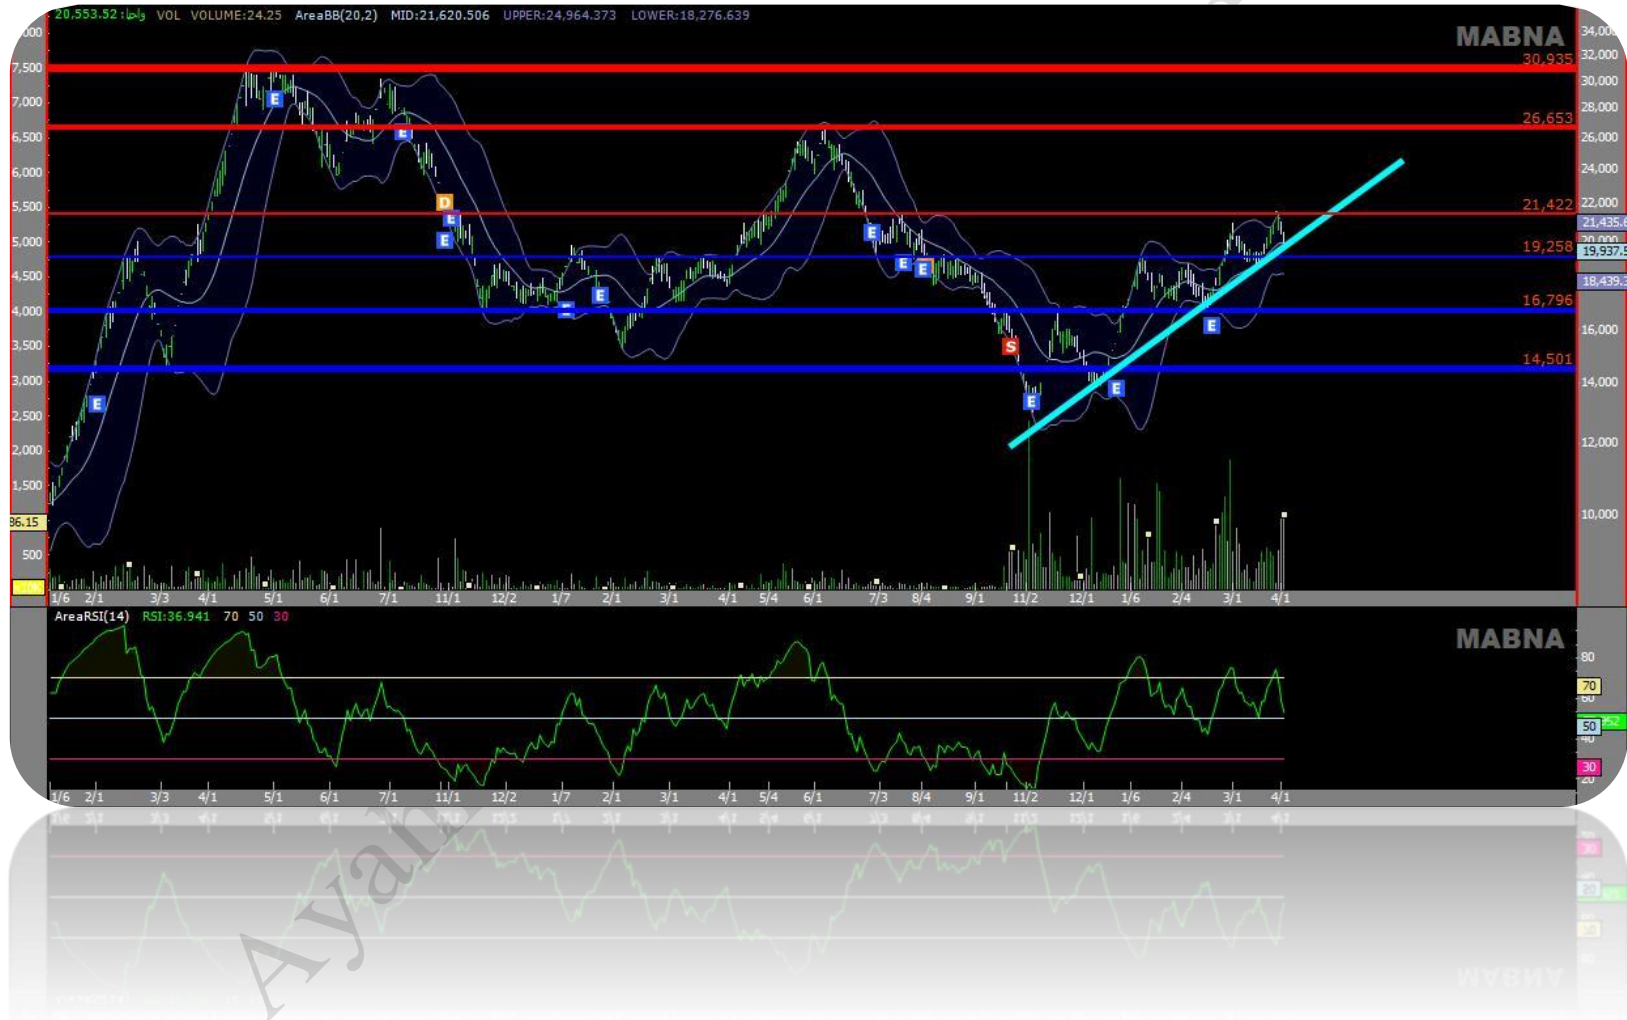 20,553.52 :واحد VOL VOLUME:24.25 AreaBB(20,2) MID:21,620.506 UPPER:24,964.373 LOWER:18,276.639
MABNA
30,935
26,653
21,422
19,258
16,796
14,501
7,500
7,000
6,500
6,000
5,500
5,000
4,500
4,000
3,500
3,000
2,500
2,000
1,500
86.15
500
34,000
32,000
30,000
28,000
26,000
24,000
22,000
21,435.6
20,000
19,937.5
18,439.3
16,000
14,000
12,000
10,000
E
E
E
D
E
E
E
E
E
E
E
S
E
E
E
1/6 2/1 3/3 4/1 5/1 6/1 7/1 11/1 12/2 1/7 2/1 3/1 4/1 5/4 6/1 7/3 8/4 9/1 11/2 12/1 1/6 2/4 3/1 4/1
AreaRSI(14) RSI:36.941 70 50 30
MABNA
80
70
60
50
40
30
20
1/6 2/1 3/3 4/1 5/1 6/1 7/1 11/1 12/2 1/7 2/1 3/1 4/1 5/4 6/1 7/3 8/4 9/1 11/2 12/1 1/6 2/4 3/1 4/1